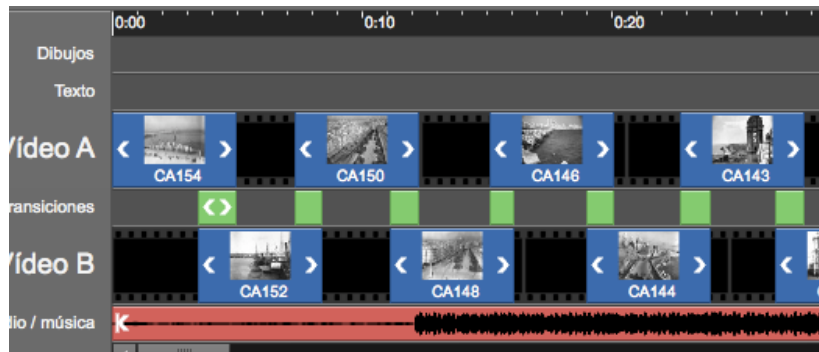 0:00 0:10 0:20
Dibujos
Texto
Vídeo A
CA154 CA150 CA146 CA143
ransiciones
Vídeo B
CA152 CA148 CA144
dio / música